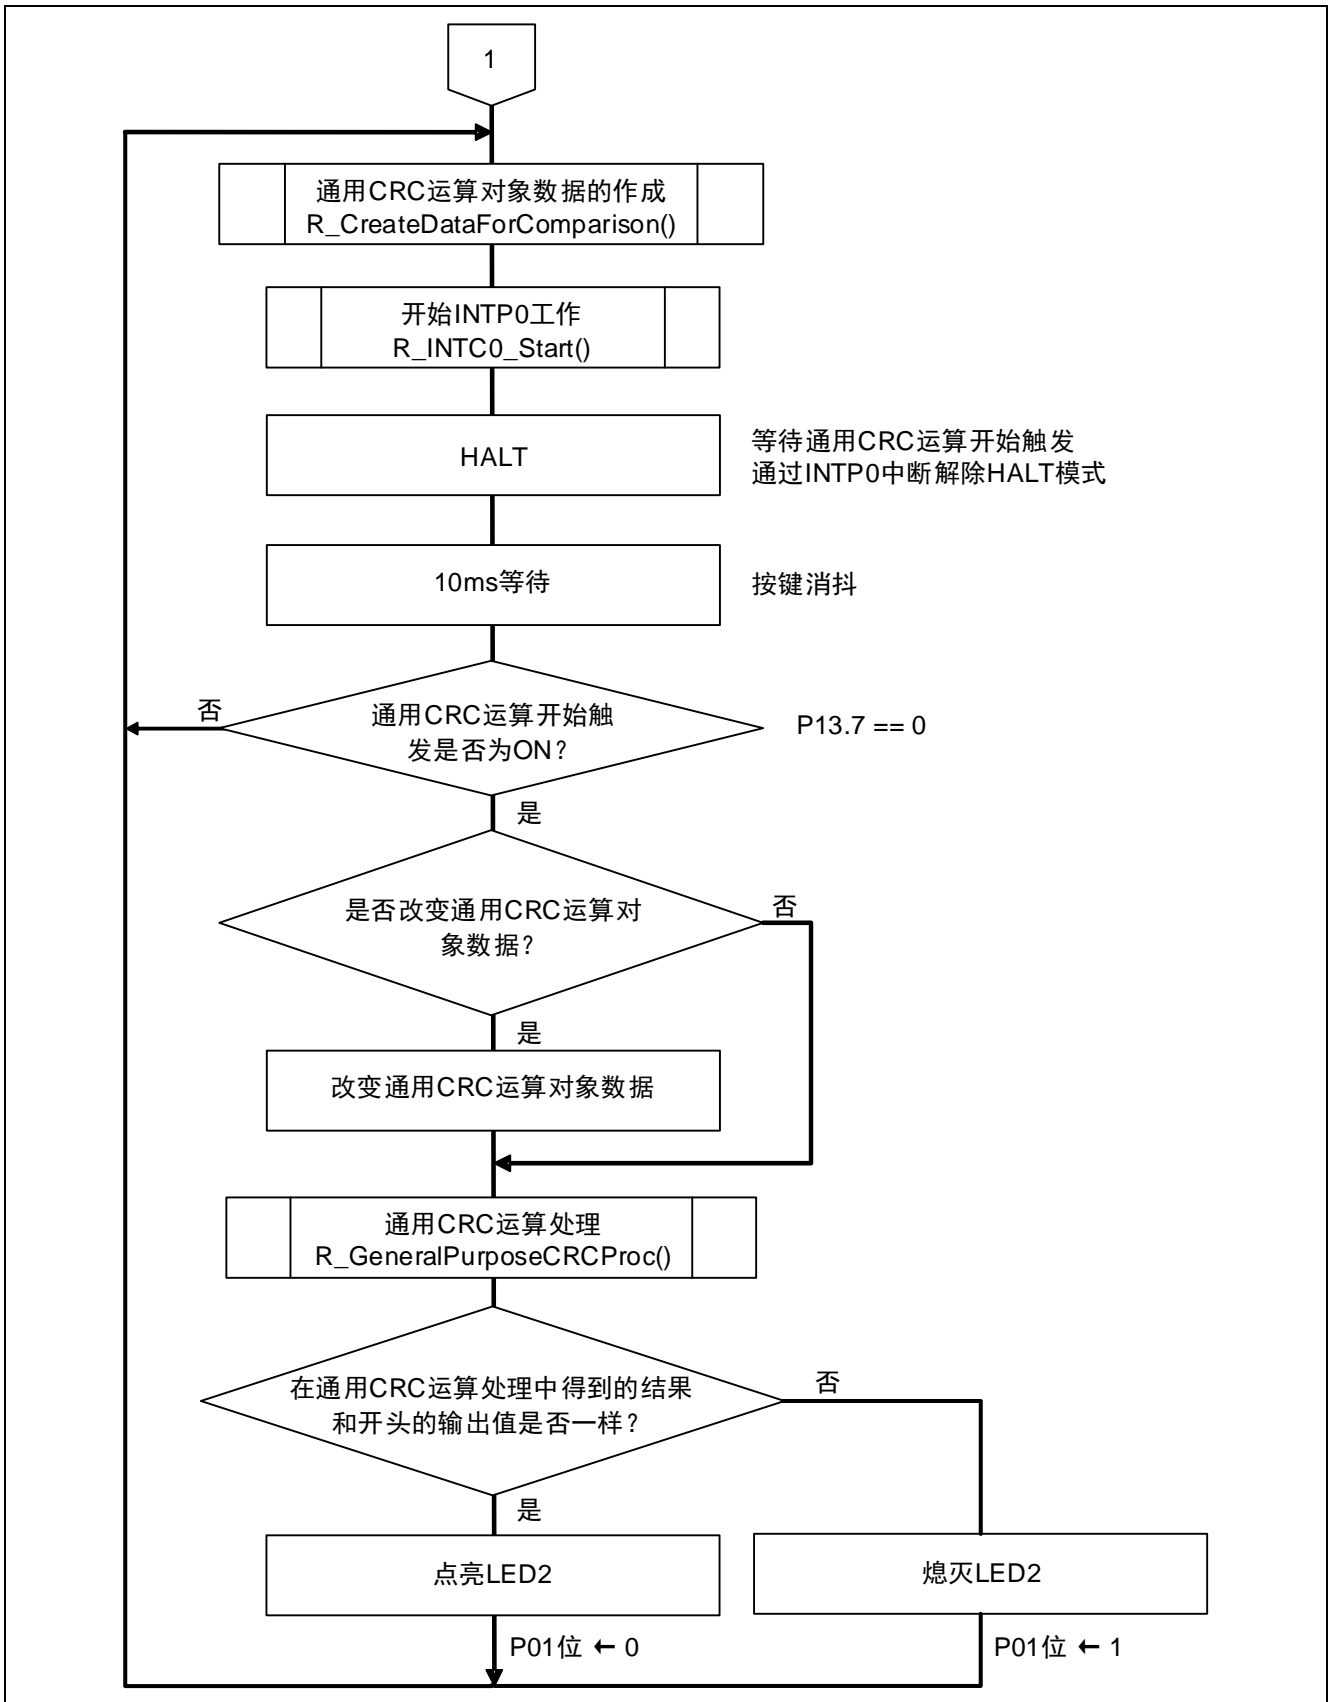 1
通用CRC运算对象数据的作成
R_CreateDataForComparison()
开始INTP0工作
R_INTC0_Start()
HALT
等待通用CRC运算开始触发
通过INTP0中断解除HALT模式
10ms等待
按键消抖
否
通用CRC运算开始触
发是否为ON？
P13.7 == 0
是
是否改变通用CRC运算对
象数据？
否
是
改变通用CRC运算对象数据
通用CRC运算处理
R_GeneralPurposeCRCProc()
在通用CRC运算处理中得到的结果
和开头的输出值是否一样？
否
是
点亮LED2
熄灭LED2
P01位 ← 0
P01位 ← 1